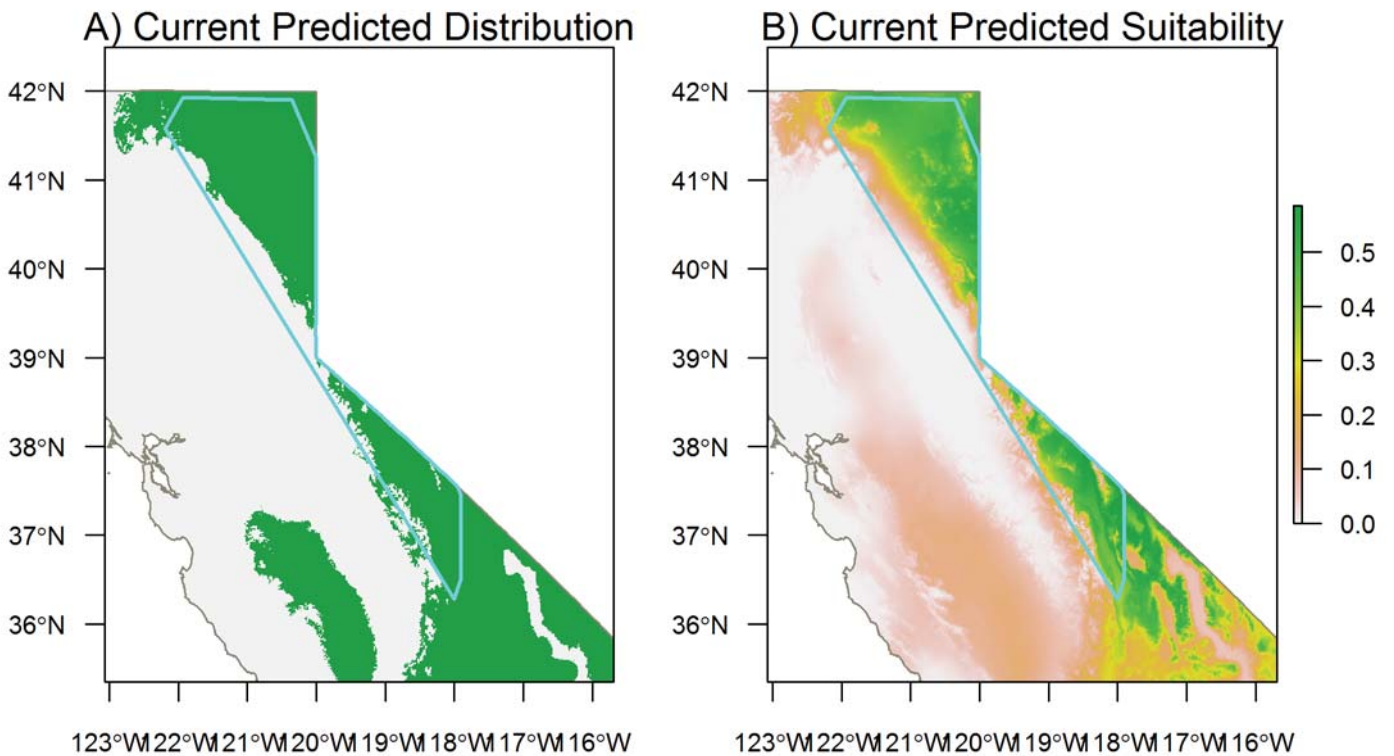 A) Current Predicted Distribution
42°N
41°N
40°N
39°N
38°N
37°N
36°N
123°W122°W121°W120°W119°W118°W117°W116°W
B) Current Predicted Suitability
42°N
41°N
40°N
39°N
38°N
37°N
36°N
123°W122°W121°W120°W119°W118°W117°W116°W
0.5
0.4
0.3
0.2
0.1
0.0